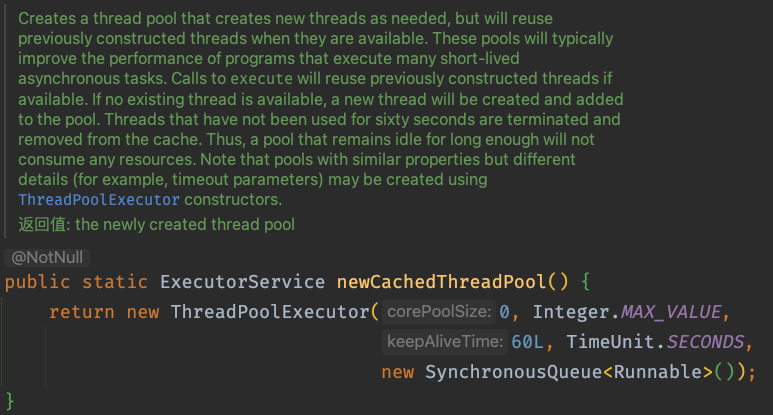 Creates a thread pool that creates new threads as needed, but will reuse
previously constructed threads when they are available. These pools will typically
improve the performance of programs that execute many short-lived
asynchronous tasks. Calls to execute will reuse previously constructed threads if
available. If no existing thread is available, a new thread will be created and added
to the pool. Threads that have not been used for sixty seconds are terminated and
removed from the cache. Thus, a pool that remains idle for long enough will not
consume any resources. Note that pools with similar properties but different
details (for example, timeout parameters) may be created using
ThreadPoolExecutor constructors.
返回值: the newly created thread pool
@NotNull
public static ExecutorService newCachedThreadPool() {
return new ThreadPoolExecutor( corePoolSize: 0, Integer.MAX_VALUE,
keepAliveTime: 60L, TimeUnit.SECONDS,
new SynchronousQueue<Runnable>());
}